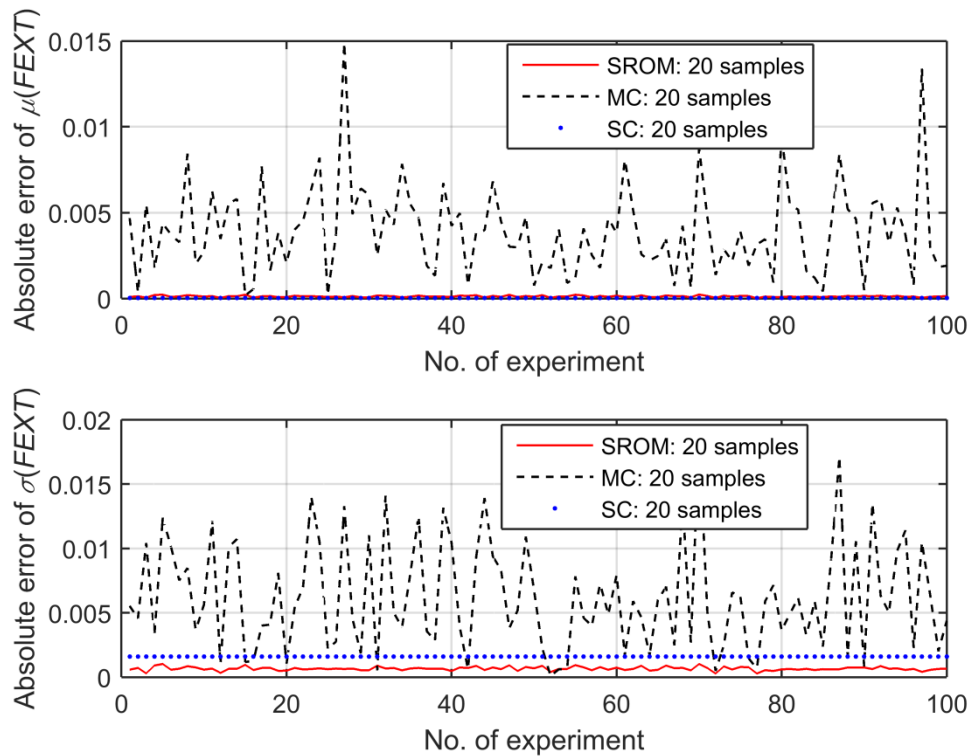 0.015
0.01
0.005
0
Absolute error of μ(FEXT)
SROM: 20 samples
MC: 20 samples
SC: 20 samples
0 20 40 60 80 100
No. of experiment
0.02
0.015
0.01
0.005
0
Absolute error of σ(FEXT)
SROM: 20 samples
MC: 20 samples
SC: 20 samples
0 20 40 60 80 100
No. of experiment